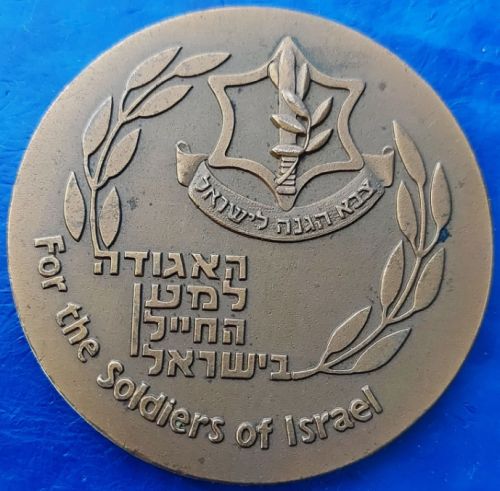 צבא הגנה לישראל
האגודה
למען
החייל
בישראל
For the Soldiers of Israel